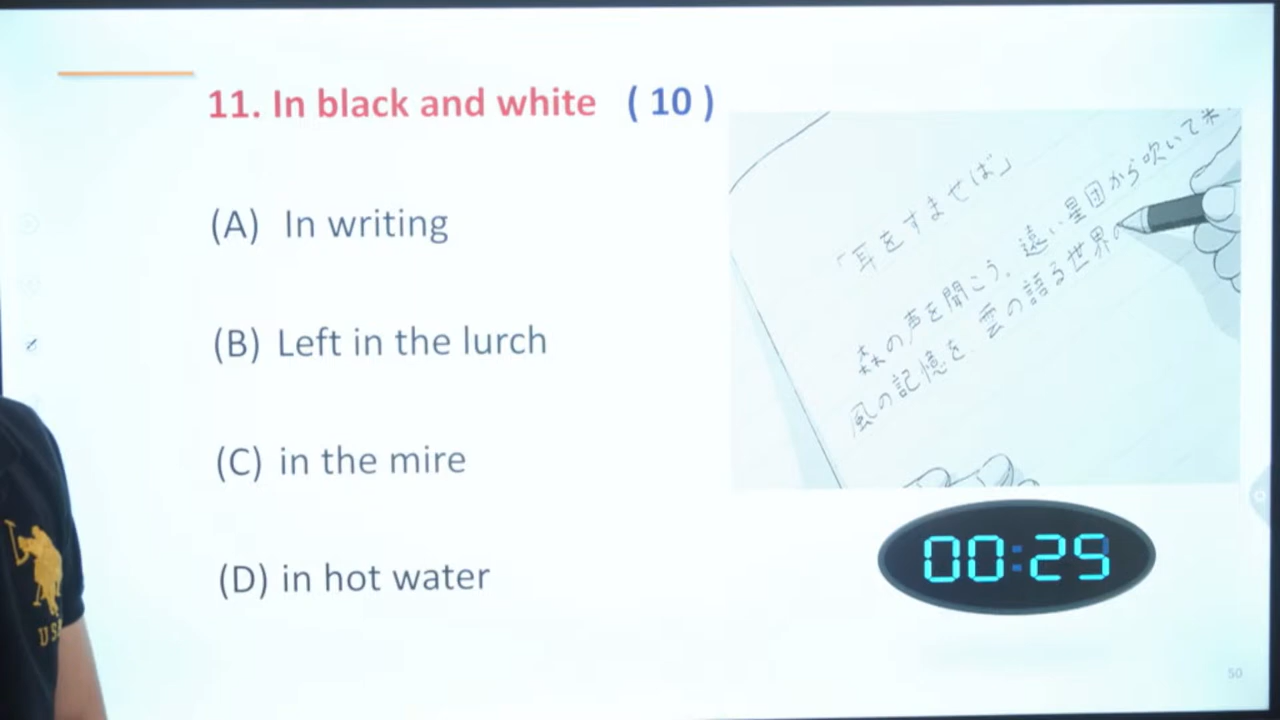 11. In black and white ( 10 )
(A) In writing
(B) Left in the lurch
(C) in the mire
(D) in hot water
「耳をすませば」
森の声を聞こう。遠い星団から吹いて来
風の記憶を 雲の語る世界の
00:29
50